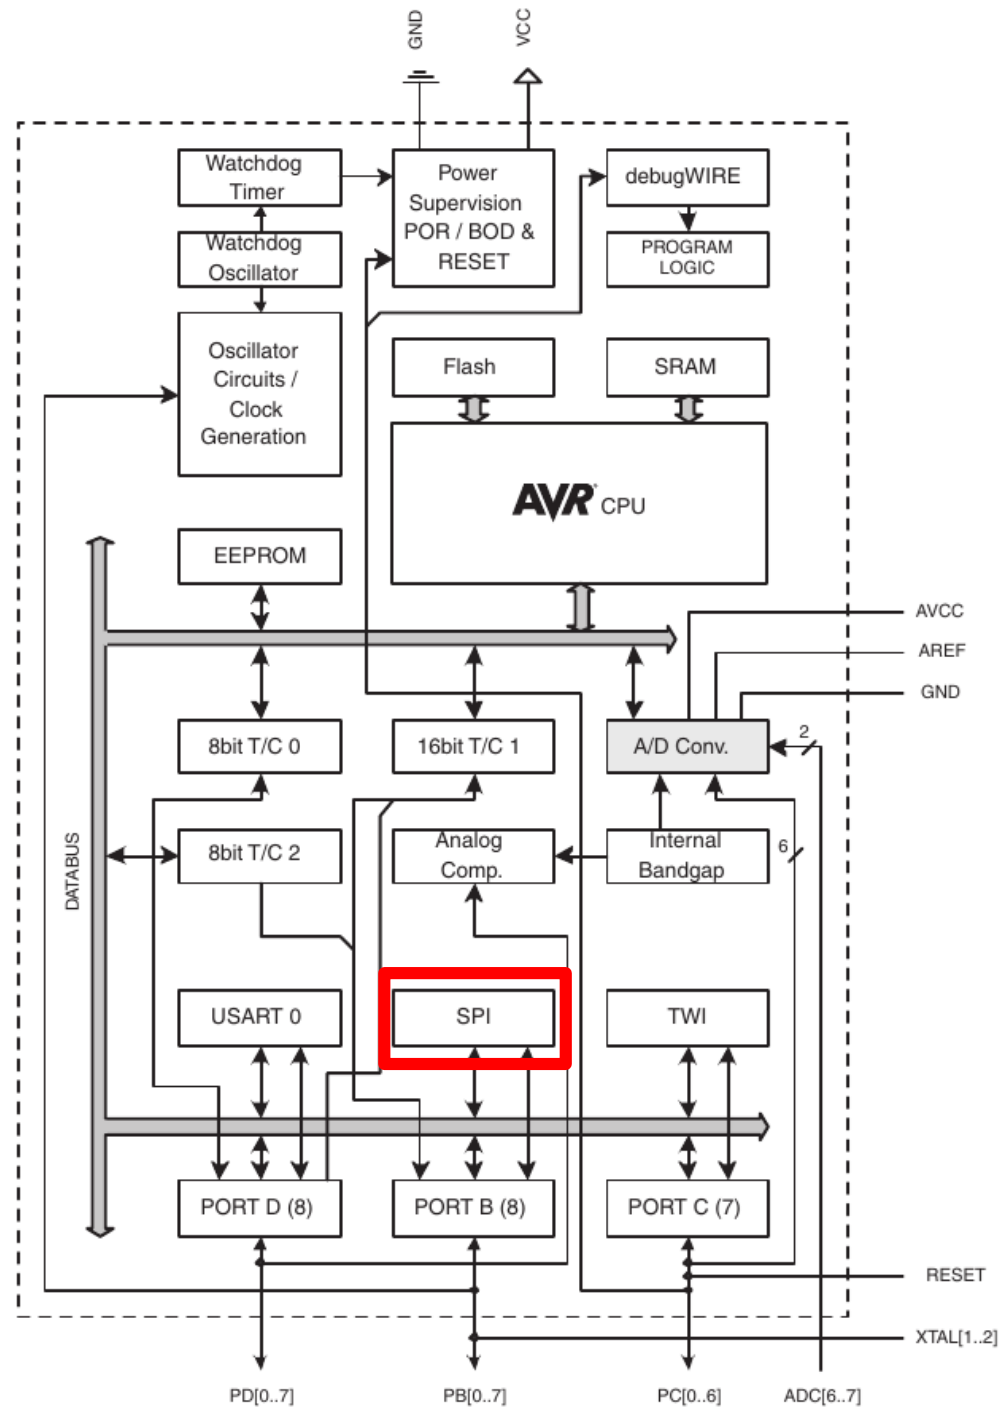 GND
VCC
Watchdog
Timer
Power
Supervision
POR / BOD &
RESET
debugWIRE
Watchdog
Oscillator
PROGRAM
LOGIC
Oscillator
Circuits /
Clock
Generation
Flash
SRAM
AVR CPU
EEPROM
AVCC
AREF
GND
8bit T/C 0
16bit T/C 1
A/D Conv.
2
8bit T/C 2
Analog
Comp.
Internal
Bandgap
6
DATABUS
USART 0
SPI
TWI
PORT D (8)
PORT B (8)
PORT C (7)
RESET
XTAL[1..2]
PD[0..7]
PB[0..7]
PC[0..6]
ADC[6..7]